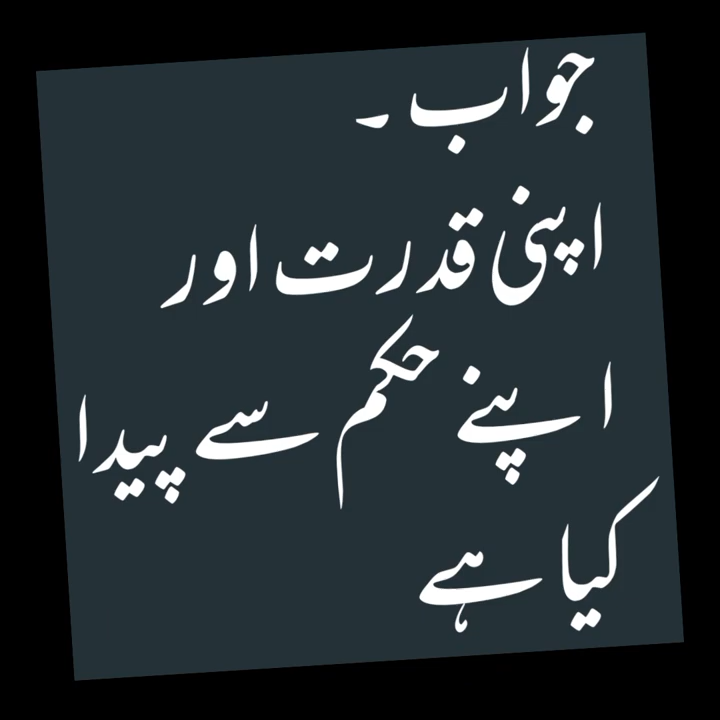 جواب ۔
اپنی قدرت اور
اپنے حکم سے پیدا
کیا ہے